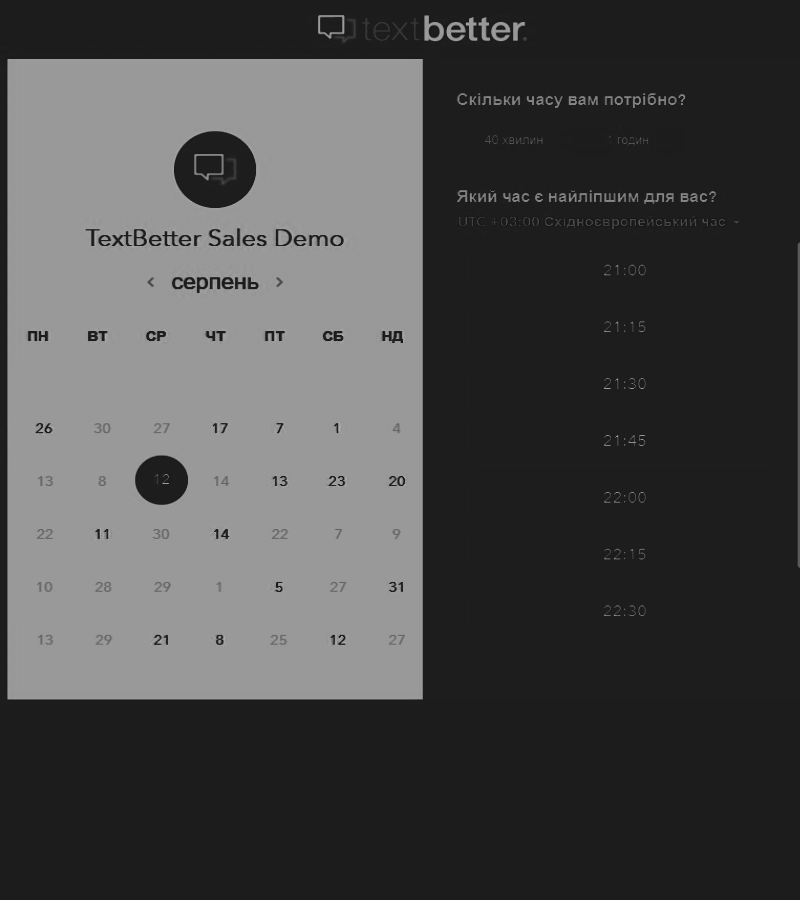 textbetter.
TextBetter Sales Demo
< серпень >
ПН ВТ СР ЧТ ПТ СБ НД
26 30 27 17 7 1 4
13 8 12 14 13 23 20
22 11 30 14 22 7 9
10 28 29 1 5 27 31
13 29 21 8 25 12 27
Скільки часу вам потрібно?
40 хвилин 1 годин
Який час є найліпшим для вас?
UTC +03:00 Східноєвропейський час
21:00
21:15
21:30
21:45
22:00
22:15
22:30